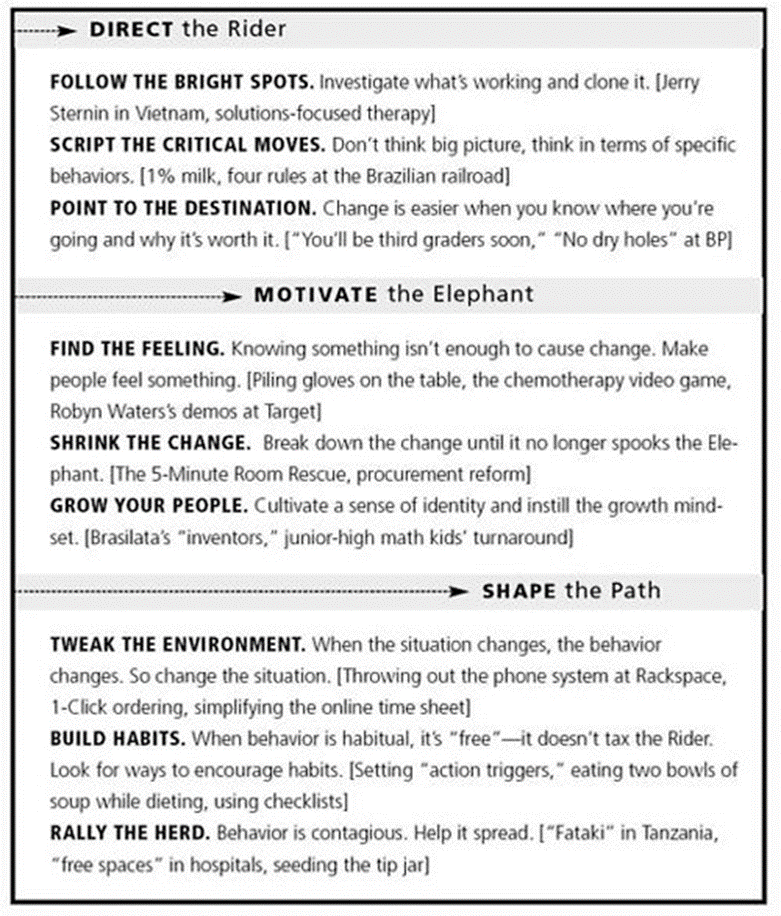 DIRECT the Rider
FOLLOW THE BRIGHT SPOTS. Investigate what's working and clone it. [Jerry
Sternin in Vietnam, solutions-focused therapy]
SCRIPT THE CRITICAL MOVES. Don't think big picture, think in terms of specific
behaviors. [1% milk, four rules at the Brazilian railroad]
POINT TO THE DESTINATION. Change is easier when you know where you're
going and why it's worth it. ["You'll be third graders soon," "No dry holes" at BP]
MOTIVATE the Elephant
FIND THE FEELING. Knowing something isn't enough to cause change. Make
people feel something. [Piling gloves on the table, the chemotherapy video game,
Robyn Waters's demos at Target]
SHRINK THE CHANGE. Break down the change until it no longer spooks the Ele-
phant. [The 5-Minute Room Rescue, procurement reform]
GROW YOUR PEOPLE. Cultivate a sense of identity and instill the growth mind-
set. [Brasilata's "inventors," junior-high math kids' turnaround]
SHAPE the Path
TWEAK THE ENVIRONMENT. When the situation changes, the behavior
changes. So change the situation. [Throwing out the phone system at Rackspace,
1-Click ordering, simplifying the online time sheet]
BUILD HABITS. When behavior is habitual, it's "free"—it doesn't tax the Rider.
Look for ways to encourage habits. [Setting "action triggers," eating two bowls of
soup while dieting, using checklists]
RALLY THE HERD. Behavior is contagious. Help it spread. ["Fataki" in Tanzania,
"free spaces" in hospitals, seeding the tip jar]